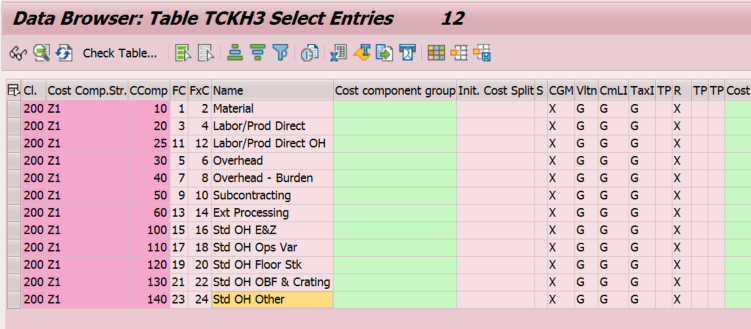 Data Browser: Table TCKH3 Select Entries 12
Check Table...
Cl. Cost Comp.Str. CComp FC FxC Name Cost component group Init. Cost Split S CGM Vltn CmLI TaxI TP R TP TP Cost
200 Z1 10 1 2 Material X G G G X
200 Z1 20 3 4 Labor/Prod Direct X G G G X
200 Z1 25 11 12 Labor/Prod Direct OH X G G G X
200 Z1 30 5 6 Overhead X G G G X
200 Z1 40 7 8 Overhead - Burden X G G G X
200 Z1 50 9 10 Subcontracting X G G G X
200 Z1 60 13 14 Ext Processing X G G G X
200 Z1 100 15 16 Std OH E&Z X G G G X
200 Z1 110 17 18 Std OH Ops Var X G G G X
200 Z1 120 19 20 Std OH Floor Stk X G G G X
200 Z1 130 21 22 Std OH OBF & Crating X G G G X
200 Z1 140 23 24 Std OH Other X G G G X